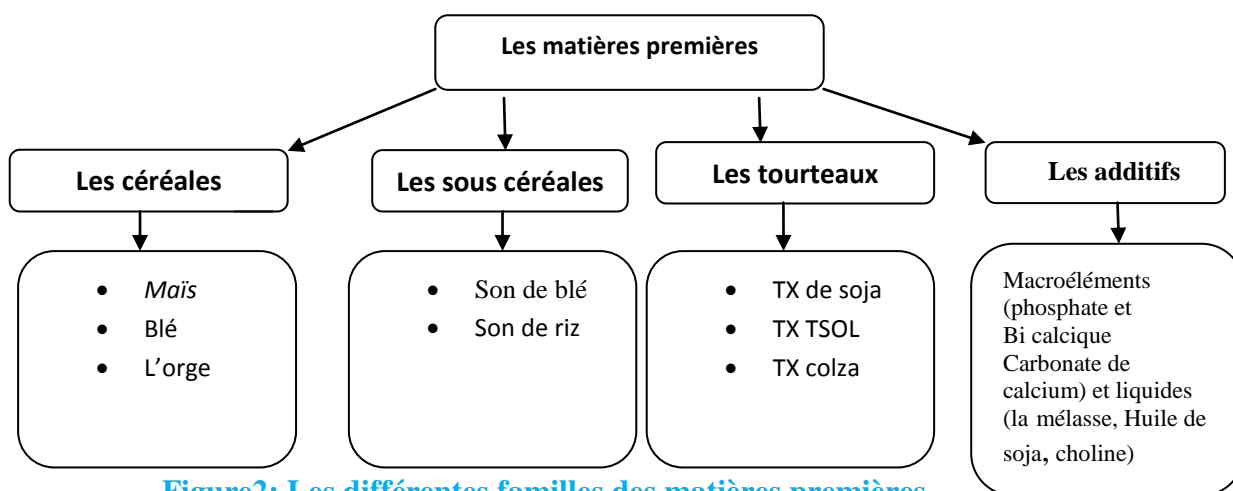 Les matières premières
Les céréales
Les sous céréales
Les tourteaux
Les additifs
• Maïs
• Blé
• L’orge
• Son de blé
• Son de riz
• TX de soja
• TX TSOL
• TX colza
Macroéléments
(phosphate et
Bi calcique
Carbonate de
calcium) et liquides
(la mélasse, Huile de
soja, choline)
Figure2: Les différentes familles des matières premières